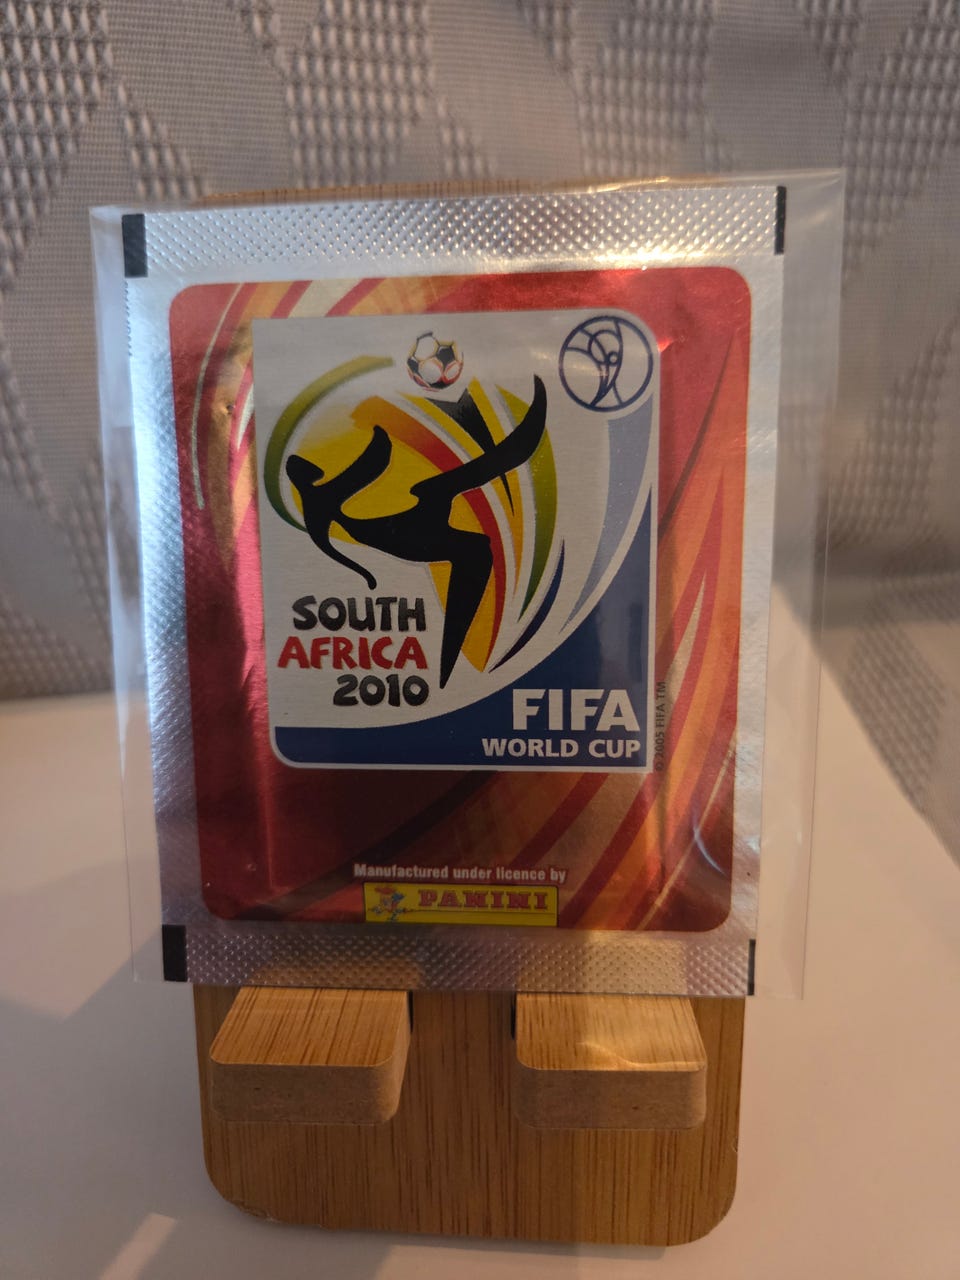 SOUTH
AFRICA
2010
FIFA
WORLD CUP
© 2005 FIFA TM
Manufactured under licence by
PANINI